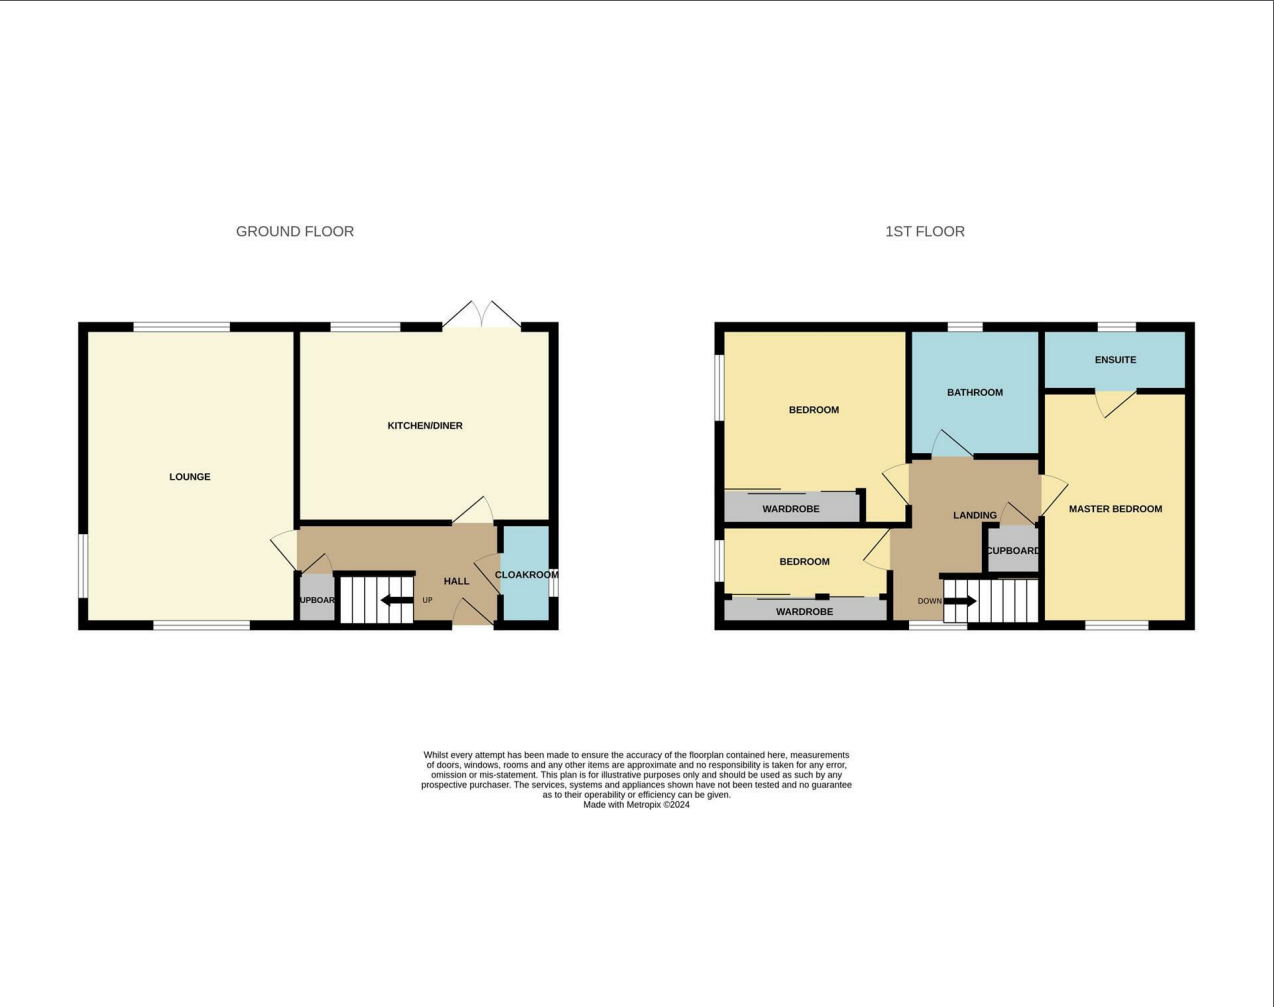 GROUND FLOOR
LOUNGE
KITCHEN/DINER
HALL
CLOAKROOM
UPBOAR
UP
1ST FLOOR
BEDROOM
BATHROOM
ENSUITE
WARDROBE
LANDING
MASTER BEDROOM
CUPBOARD
BEDROOM
WARDROBE
DOWN
Whilst every attempt has been made to ensure the accuracy of the floorplan contained here, measurements
of doors, windows, rooms and any other items are approximate and no responsibility is taken for any error,
omission or mis-statement. This plan is for illustrative purposes only and should be used as such by any
prospective purchaser. The services, systems and appliances shown have not been tested and no guarantee
as to their operability or efficiency can be given.
Made with Metropix ©2024